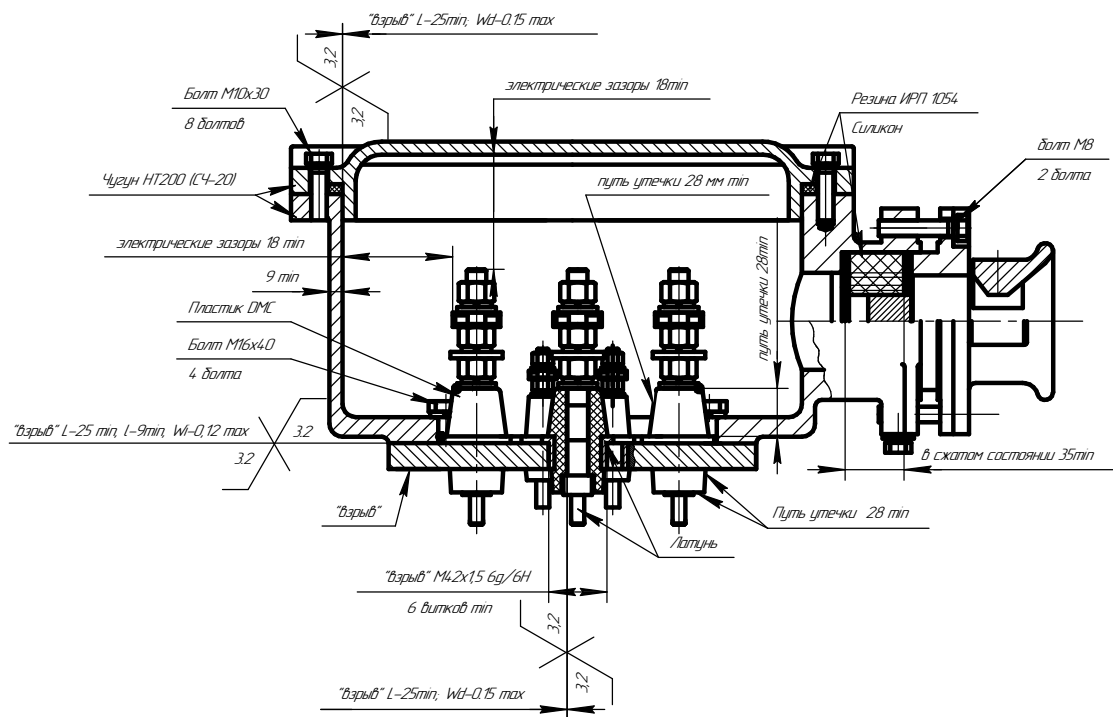 "взрыв" L-25min; Wd-0.15 max
3,2
3,2
электрические зазоры 18min
Болт М10х30
8 болтов
Резина ИРП 1054
Силикон
болт М8
2 болта
Чугун НТ200 (СЧ-20)
путь утечки 28 мм min
электрические зазоры 18 min
9 min
путь утечки 28min
Пластик DMC
Болт М16х40
4 болта
"взрыв" L-25 min, l-9min, Wi-0,12 max
3.2
3.2
в сжатом состоянии 35min
"взрыв"
Путь утечки 28 min
Латунь
"взрыв" М42х1,5 6g/6H
6 витков min
3,2
3,2
"взрыв" L-25min; Wd-0.15 max